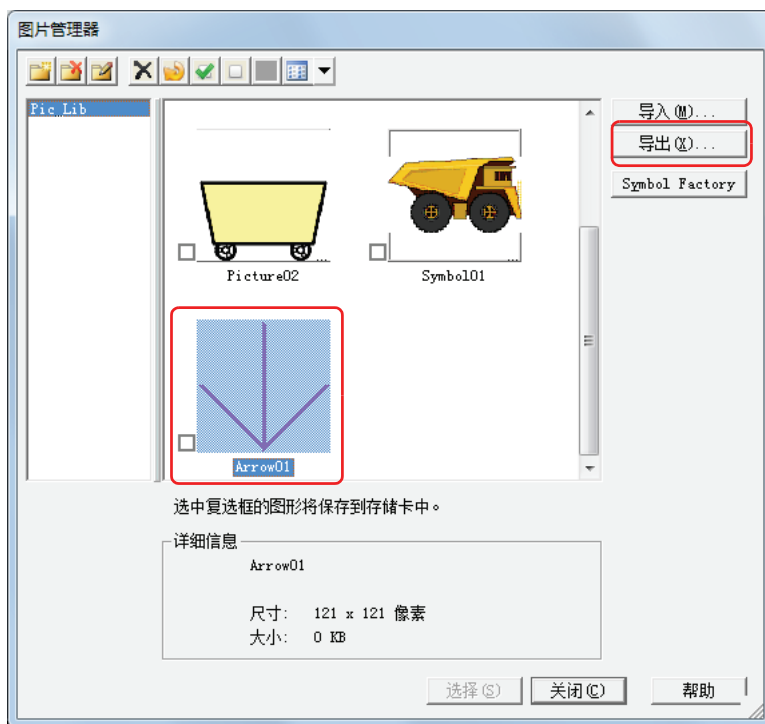 图片管理器
Pic_Lib
导入(M)...
导出(X)...
Symbol Factory
Picture02
Symbol01
Arrow01
选中复选框的图形将保存到存储卡中。
详细信息
Arrow01
尺寸: 121 x 121 像素
大小: 0 KB
选择(S)
关闭(C)
帮助